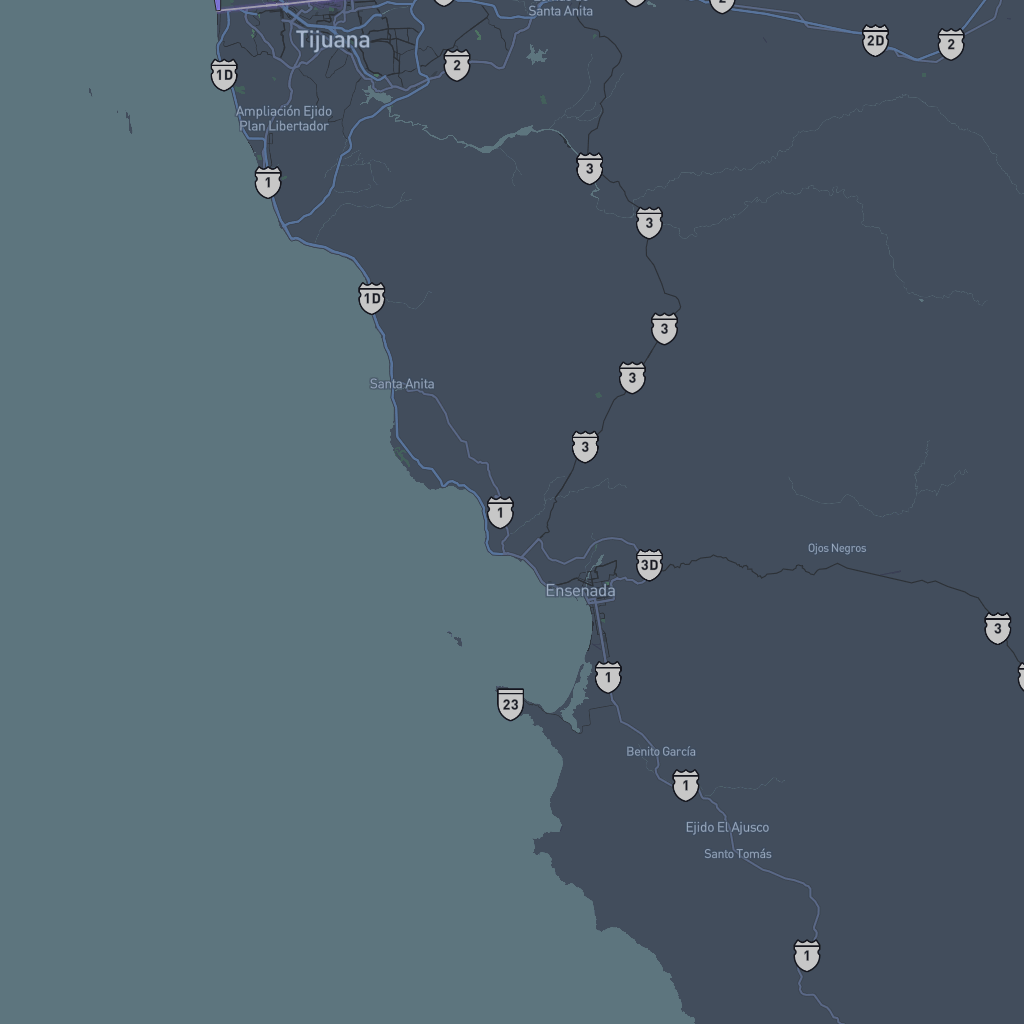 Santa Anita
Tijuana
2D
2
2
1D
2
Ampliación Ejido
Plan Libertador
3
1
3
1D
3
3
Santa Anita
3
1
Ojos Negros
3D
Ensenada
3
1
23
Benito García
1
Ejido El Ajusco
Santo Tomás
1